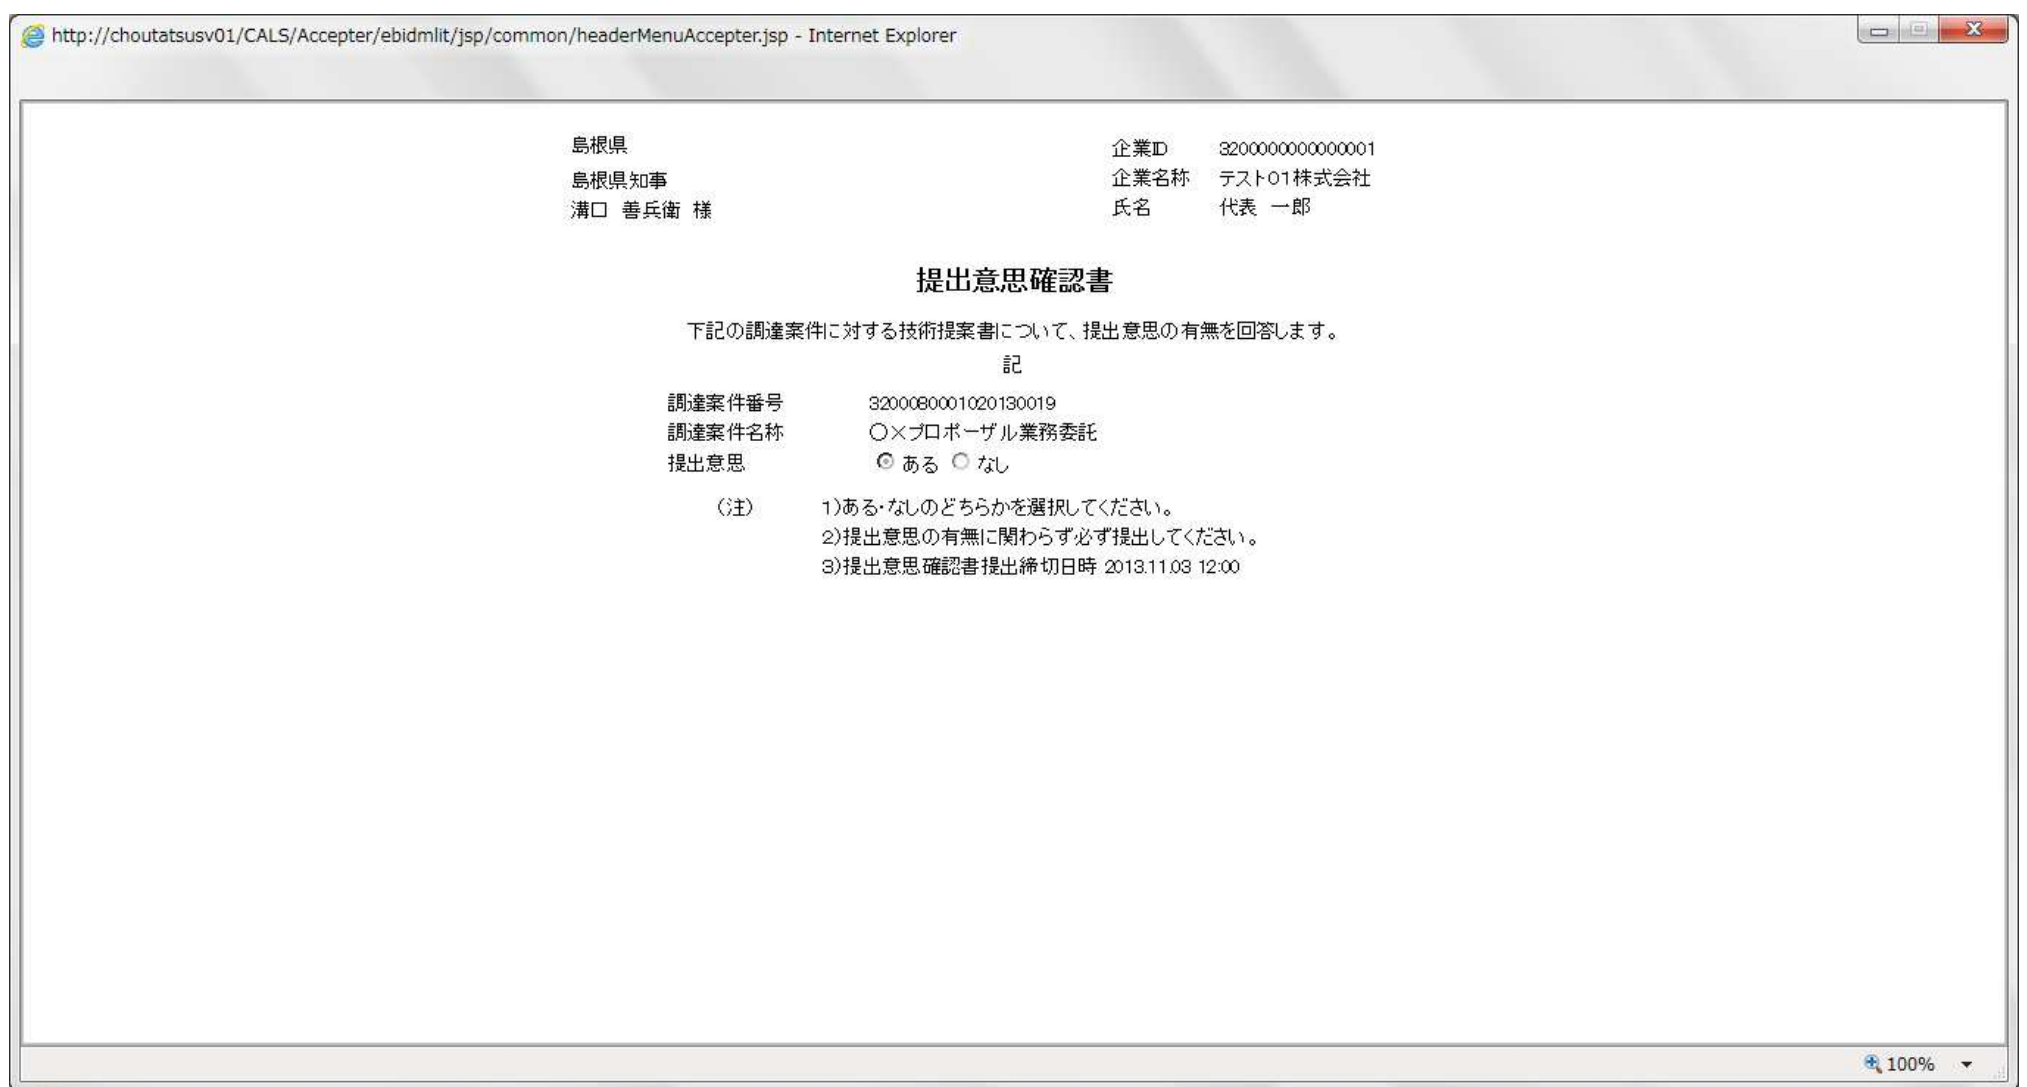 http://choutatsusv01/CALS/Accepter/ebidmlit/jsp/common/headerMenuAccepter.jsp - Internet Explorer
島根県
島根県知事
溝口 善兵衛 様
企業ID 3200000000000001
企業名称 テスト01株式会社
氏名 代表 一郎
提出意思確認書
下記の調達案件に対する技術提案書について、提出意思の有無を回答します。
記
調達案件番号 3200080001020130019
調達案件名称 〇×プロポーザル業務委託
提出意思 ある なし
(注) 1)ある・なしのどちらかを選択してください。
2)提出意思の有無に関わらず必ず提出してください。
3)提出意思確認書提出締切日時 2013.11.03 12:00
100%